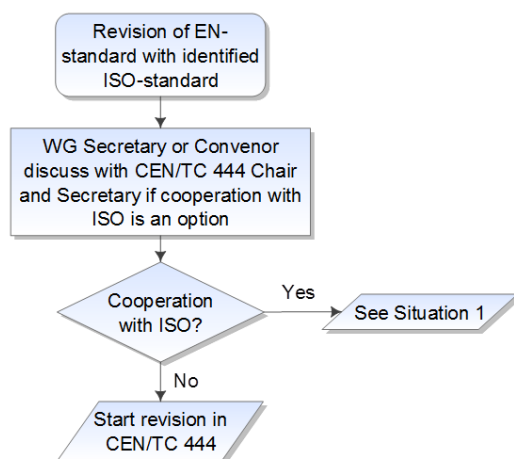 Revision of EN-
standard with identified
ISO-standard
WG Secretary or Convenor
discuss with CEN/TC 444 Chair
and Secretary if cooperation with
ISO is an option
Cooperation
with ISO?
Yes
See Situation 1
No
Start revision in
CEN/TC 444